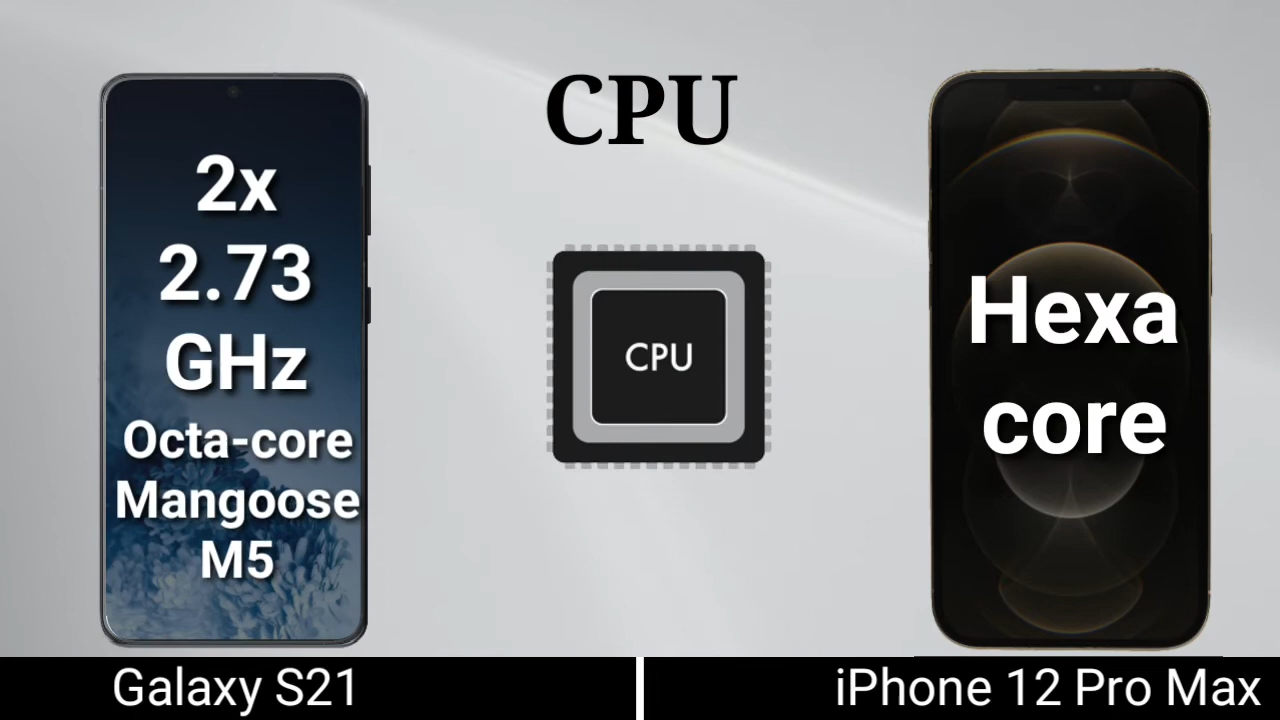 CPU
2x
2.73
GHz
Octa-core
Mangoose
M5
CPU
Hexa
core
Galaxy S21
iPhone 12 Pro Max